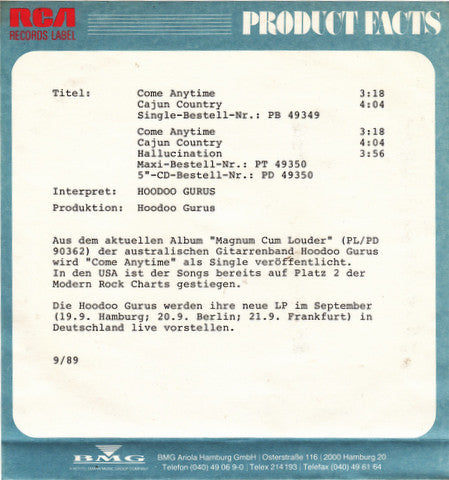 RCA
RECORDS LABEL
PRODUCT FACTS
Titel: Come Anytime 3:18
Cajun Country 4:04
Single-Bestell-Nr.: PB 49349
Come Anytime 3:18
Cajun Country 4:04
Hallucination 3:56
Maxi-Bestell-Nr.: PT 49350
5"-CD-Bestell-Nr.: PD 49350
Interpret: HOODOO GURUS
Produktion: Hoodoo Gurus
Aus dem aktuellen Album "Magnum Cum Louder" (PL/PD
90362) der australischen Gitarrenband Hoodoo Gurus
wird "Come Anytime" als Single veröffentlicht.
In den USA ist der Songs bereits auf Platz 2 der
Modern Rock Charts gestiegen.
Die Hoodoo Gurus werden ihre neue LP im September
(19.9. Hamburg; 20.9. Berlin; 21.9. Frankfurt) in
Deutschland live vorstellen.
9/89
BMG
A BERTELSMANN MUSIC GROUP COMPANY
BMG Ariola Hamburg GmbH | Osterstraße 116 | 2000 Hamburg 20
Telefon (040) 49 06 9-0 | Telex 214 193 | Telefax (040) 49 61 64